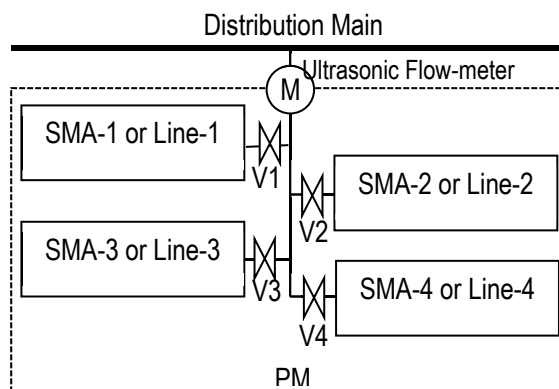 Distribution Main
Ultrasonic Flow-meter
M
SMA-1 or Line-1
V1
SMA-2 or Line-2
V2
SMA-3 or Line-3
V3
SMA-4 or Line-4
V4
PM